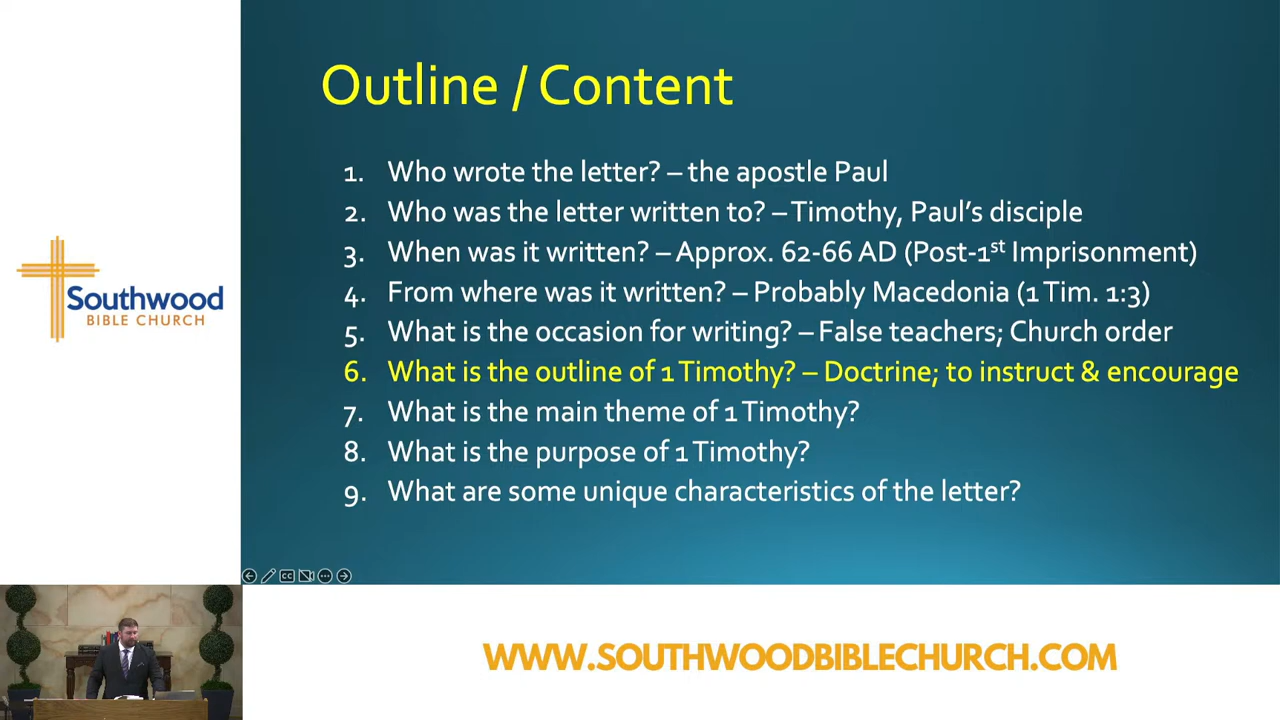 Outline / Content
1. Who wrote the letter? – the apostle Paul
2. Who was the letter written to? – Timothy, Paul's disciple
3. When was it written? – Approx. 62-66 AD (Post-1st Imprisonment)
4. From where was it written? – Probably Macedonia (1 Tim. 1:3)
5. What is the occasion for writing? – False teachers; Church order
6. What is the outline of 1 Timothy? – Doctrine; to instruct & encourage
7. What is the main theme of 1 Timothy?
8. What is the purpose of 1 Timothy?
9. What are some unique characteristics of the letter?
Southwood
BIBLE CHURCH
CC
WWW.SOUTHWOODBIBLECHURCH.COM